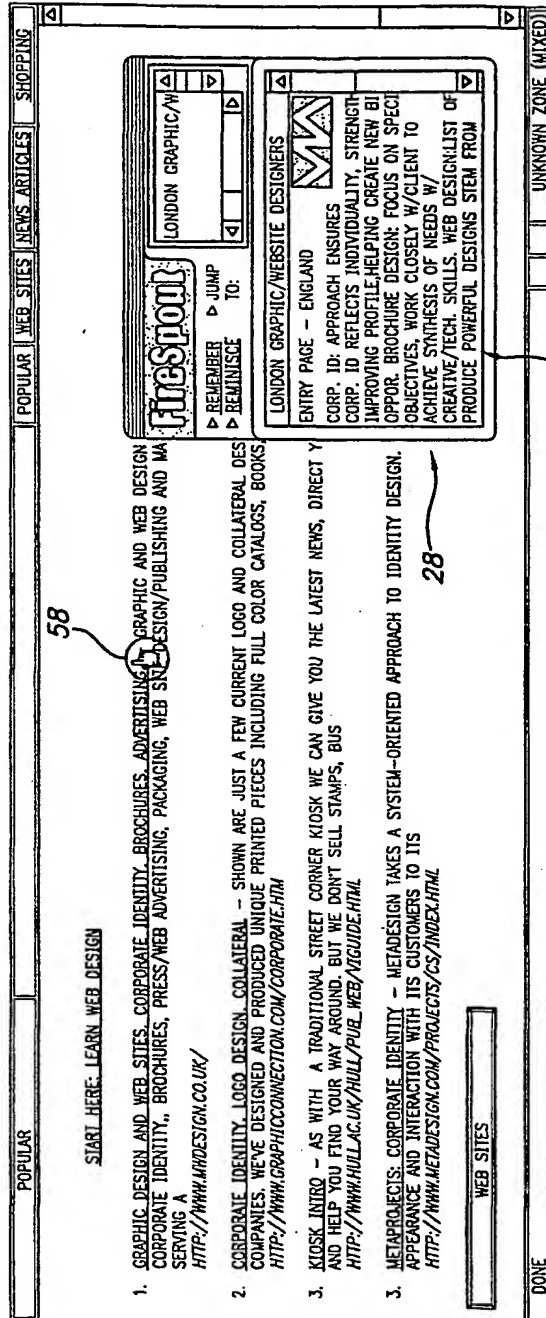 POPULAR
POPULAR
WEB SITES
NEWS ARTICLES
SHOPPING
58
START HERE: LEARN WEB DESIGN
1. GRAPHIC DESIGN AND WEB SITES, CORPORATE IDENTITY, BROCHURES, ADVERTISING, GRAPHIC AND WEB DESIGN
CORPORATE IDENTITY,, BROCHURES, PRESS/WEB ADVERTISING, PACKAGING, WEB SITE DESIGN/PUBLISHING AND MA
SERVING A
HTTP://WWW.MHDESIGN.CO.UK/
2. CORPORATE IDENTITY, LOGO DESIGN, COLLATERAL – SHOWN ARE JUST A FEW CURRENT LOGO AND COLLATERAL DES
COMPANIES. WE'VE DESIGNED AND PRODUCED UNIQUE PRINTED PIECES INCLUDING FULL COLOR CATALOGS, BOOKS,
HTTP://WWW.GRAPHICCONNECTION.COM/CORPORATE.HTM
3. KIOSK INTRO – AS WITH A TRADITIONAL STREET CORNER KIOSK WE CAN GIVE YOU THE LATEST NEWS, DIRECT Y
AND HELP YOU FIND YOUR WAY AROUND. BUT WE DON'T SELL STAMPS, BUS
HTTP://WWW.HULL.AC.UK/HULL/PUB_WEB/VIGUIDE.HTML
3. METAPROJECTS: CORPORATE IDENTITY – METADESIGN TAKES A SYSTEM–ORIENTED APPROACH TO IDENTITY DESIGN.
APPEARANCE AND INTERACTION WITH ITS CUSTOMERS TO ITS
HTTP://WWW.METADESIGN.COM/PROJECTS/CS/INDEX.HTML
FireSpout
REMEMBER
REMINISCE
JUMP
TO:
LONDON GRAPHIC/W
LONDON GRAPHIC/WEBSITE DESIGNERS
ENTRY PAGE – ENGLAND
CORP. ID: APPROACH ENSURES
CORP. ID REFLECTS INDIVIDUALITY, STRENGTH
IMPROVING PROFILE,HELPING CREATE NEW BI
OPPOR. BROCHURE DESIGN: FOCUS ON SPECI
OBJECTIVES, WORK CLOSELY W/CLIENT TO
ACHIEVE SYNTHESIS OF NEEDS W/
CREATIVE/TECH. SKILLS. WEB DESIGN:LIST OF
PRODUCE POWERFUL DESIGNS STEM FROM
28
WEB SITES
DONE
UNKNOWN ZONE (MIXED)